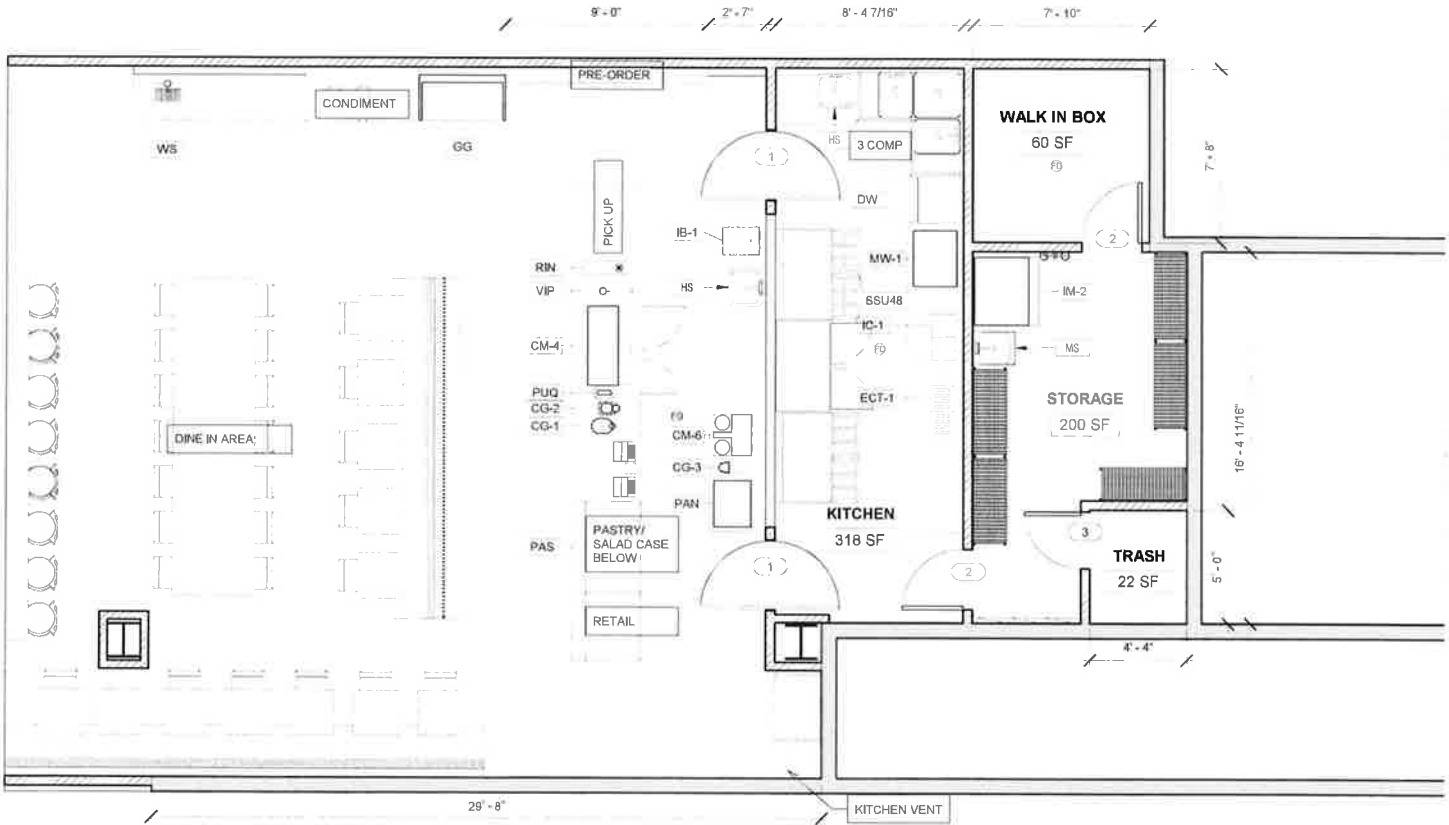 9' - 0"
2' - 7"
8' - 4 7/16"
7' - 10"
PRE-ORDER
CONDIMENT
WS
GG
HS
3 COMP
WALK IN BOX
60 SF
FD
7' - 8"
1
DW
PICK UP
IB-1
2
RIN
VIP
HS
MW-1
SSU48
IM-2
IC-1
CM-4
FD
MS
PUQ
CG-2
CG-1
ECT-1
STORAGE
200 SF
FD
CM-6
DINE IN AREA
16' - 4 11/16"
CG-3
PAN
KITCHEN
318 SF
PAS
PASTRY/
SALAD CASE
BELOW
3
TRASH
22 SF
1
2
5' - 0"
RETAIL
4' - 4"
29' - 8"
KITCHEN VENT